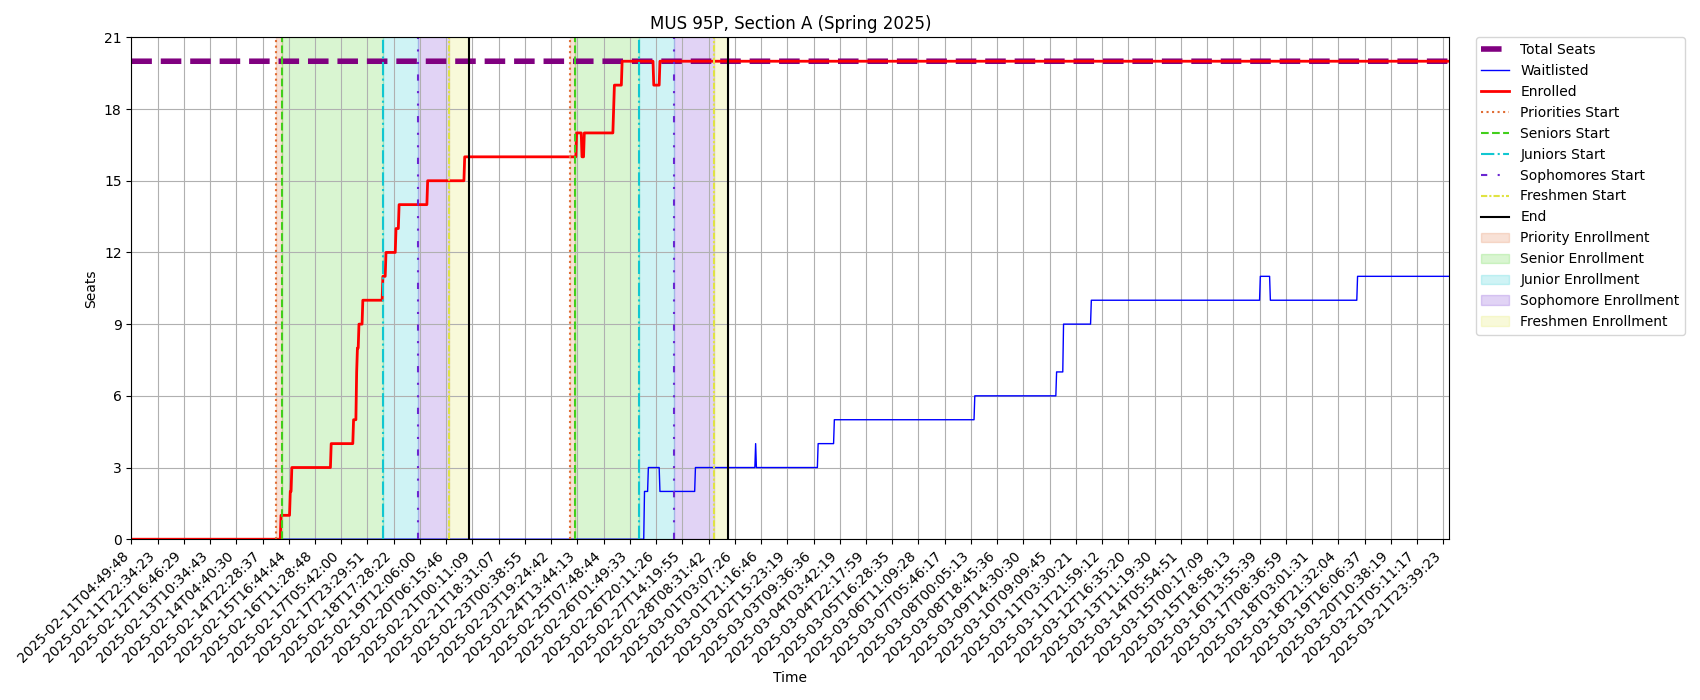 MUS 95P, Section A (Spring 2025)
21
18
15
12
9
6
3
0
Seats
2025-02-11T04:49:48
2025-02-11T22:34:23
2025-02-12T16:46:29
2025-02-13T10:34:43
2025-02-14T04:40:30
2025-02-14T22:28:37
2025-02-15T16:44:44
2025-02-16T11:28:48
2025-02-17T05:42:00
2025-02-17T23:29:51
2025-02-18T17:28:22
2025-02-19T12:06:00
2025-02-20T06:15:46
2025-02-21T00:11:09
2025-02-21T18:31:07
2025-02-23T00:38:55
2025-02-23T19:24:42
2025-02-24T13:44:13
2025-02-25T07:48:44
2025-02-26T01:49:33
2025-02-26T20:11:26
2025-02-27T14:19:55
2025-02-28T08:31:42
2025-03-01T03:07:26
2025-03-01T21:16:46
2025-03-02T15:23:19
2025-03-03T09:36:36
2025-03-04T03:42:19
2025-03-04T22:17:59
2025-03-05T16:28:35
2025-03-06T11:09:28
2025-03-07T05:46:17
2025-03-08T00:05:13
2025-03-08T18:45:36
2025-03-09T14:30:30
2025-03-10T09:09:45
2025-03-11T03:30:21
2025-03-11T21:59:12
2025-03-12T16:35:20
2025-03-13T11:19:30
2025-03-14T05:54:51
2025-03-15T00:17:09
2025-03-15T18:58:13
2025-03-16T13:55:39
2025-03-17T08:36:59
2025-03-18T03:01:31
2025-03-18T21:32:04
2025-03-19T16:06:37
2025-03-20T10:38:19
2025-03-21T05:11:17
2025-03-21T23:39:23
Time
Total Seats
Waitlisted
Enrolled
Priorities Start
Seniors Start
Juniors Start
Sophomores Start
Freshmen Start
End
Priority Enrollment
Senior Enrollment
Junior Enrollment
Sophomore Enrollment
Freshmen Enrollment